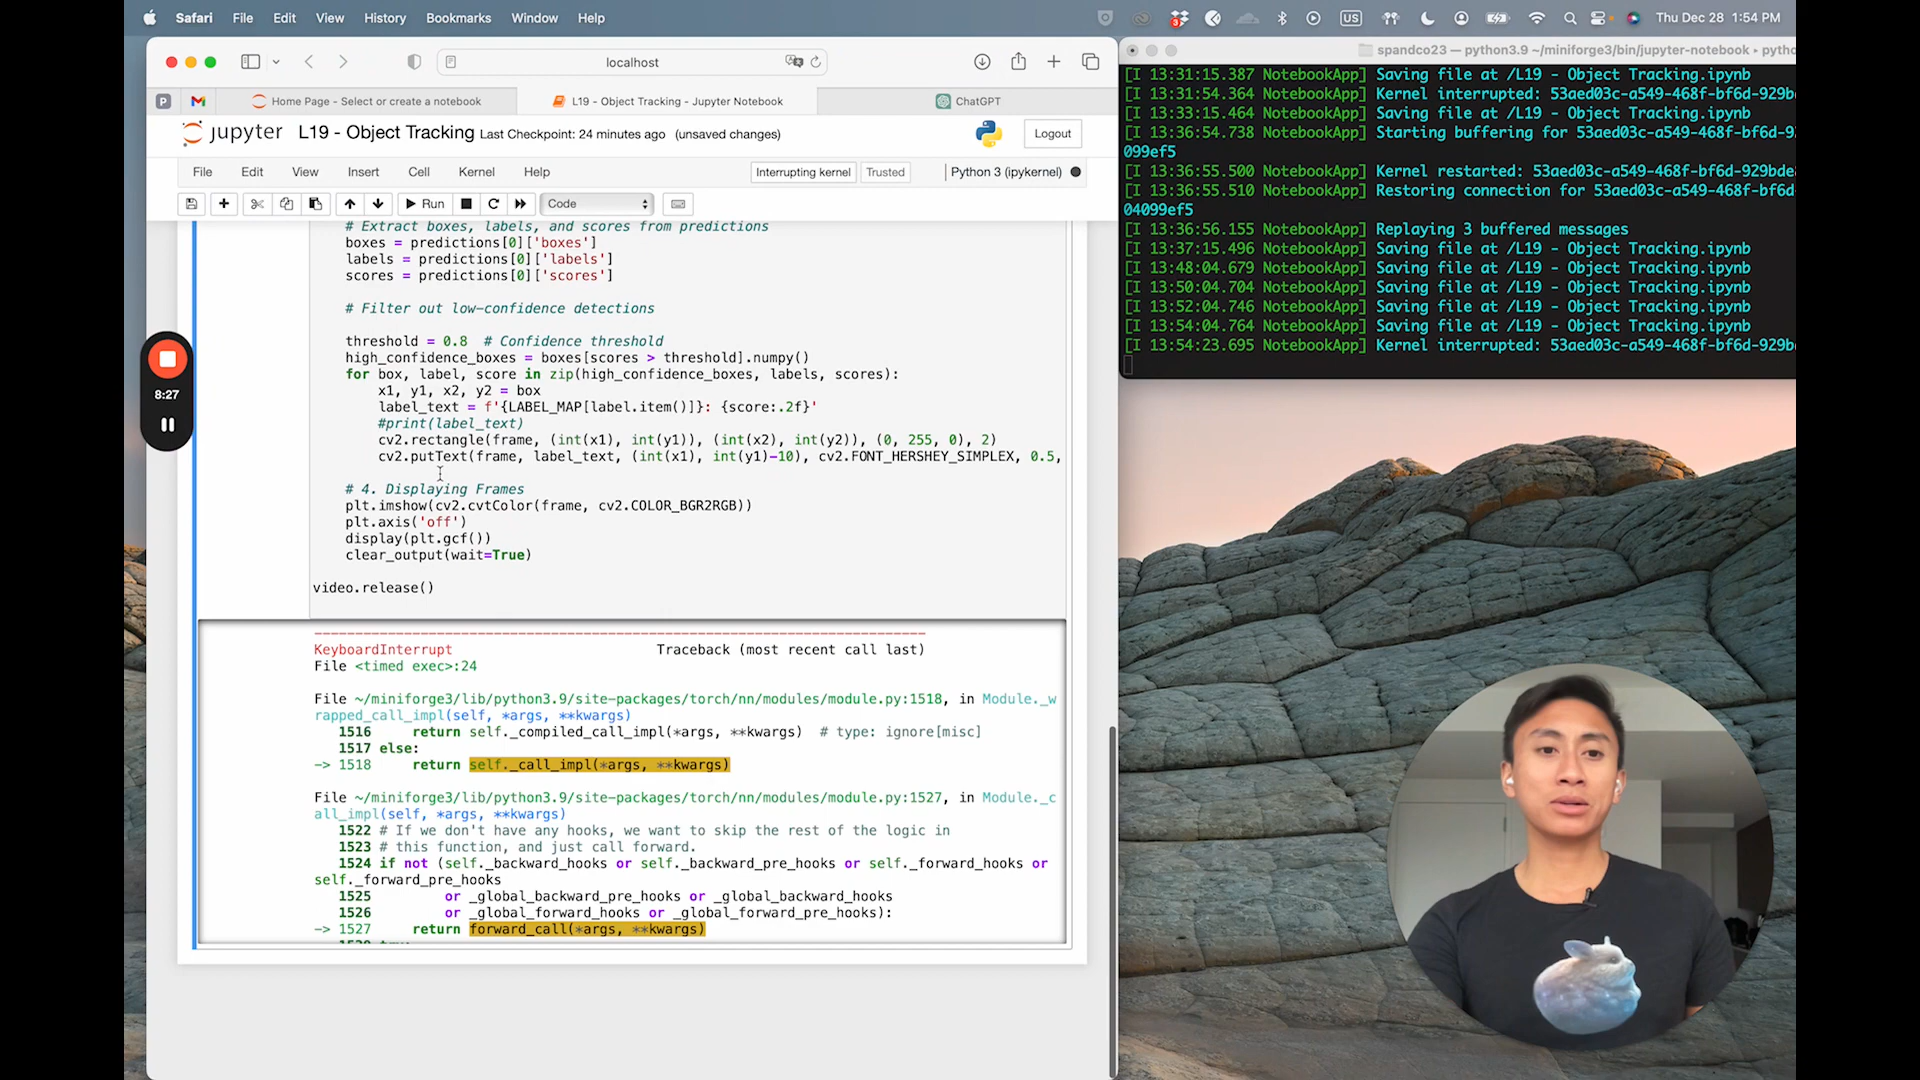 Safari File Edit View History Bookmarks Window Help
3 US Thu Dec 28 1:54 PM
localhost
spandco23 — python3.9 ~/miniforge3/bin/jupyter-notebook • pytho
P Home Page - Select or create a notebook L19 - Object Tracking - Jupyter Notebook ChatGPT
jupyter L19 - Object Tracking Last Checkpoint: 24 minutes ago (unsaved changes) Logout
File Edit View Insert Cell Kernel Help Interrupting kernel Trusted Python 3 (ipykernel)
Run Code
# Extract boxes, labels, and scores from predictions
boxes = predictions[0]['boxes']
labels = predictions[0]['labels']
scores = predictions[0]['scores']
# Filter out low-confidence detections
threshold = 0.8 # Confidence threshold
high_confidence_boxes = boxes[scores > threshold].numpy()
for box, label, score in zip(high_confidence_boxes, labels, scores):
x1, y1, x2, y2 = box
label_text = f'{LABEL_MAP[label.item()]}: {score:.2f}'
#print(label_text)
cv2.rectangle(frame, (int(x1), int(y1)), (int(x2), int(y2)), (0, 255, 0), 2)
cv2.putText(frame, label_text, (int(x1), int(y1)-10), cv2.FONT_HERSHEY_SIMPLEX, 0.5,
# 4. Displaying Frames
plt.imshow(cv2.cvtColor(frame, cv2.COLOR_BGR2RGB))
plt.axis('off')
display(plt.gcf())
clear_output(wait=True)
video.release()
8:27
KeyboardInterrupt Traceback (most recent call last)
File <timed exec>:24
File ~/miniforge3/lib/python3.9/site-packages/torch/nn/modules/module.py:1518, in Module._w
rapped_call_impl(self, *args, **kwargs)
1516 return self._compiled_call_impl(*args, **kwargs) # type: ignore[misc]
1517 else:
-> 1518 return self._call_impl(*args, **kwargs)
File ~/miniforge3/lib/python3.9/site-packages/torch/nn/modules/module.py:1527, in Module._c
all_impl(self, *args, **kwargs)
1522 # If we don't have any hooks, we want to skip the rest of the logic in
1523 # this function, and just call forward.
1524 if not (self._backward_hooks or self._backward_pre_hooks or self._forward_hooks or
self._forward_pre_hooks
1525 or _global_backward_pre_hooks or _global_backward_hooks
1526 or _global_forward_hooks or _global_forward_pre_hooks):
-> 1527 return forward_call(*args, **kwargs)
[I 13:31:15.387 NotebookApp] Saving file at /L19 - Object Tracking.ipynb
[I 13:31:54.364 NotebookApp] Kernel interrupted: 53aed03c-a549-468f-bf6d-929b
[I 13:33:15.464 NotebookApp] Saving file at /L19 - Object Tracking.ipynb
[I 13:36:54.738 NotebookApp] Starting buffering for 53aed03c-a549-468f-bf6d-9
099ef5
[I 13:36:55.500 NotebookApp] Kernel restarted: 53aed03c-a549-468f-bf6d-929bde
[I 13:36:55.510 NotebookApp] Restoring connection for 53aed03c-a549-468f-bf6d-
04099ef5
[I 13:36:56.155 NotebookApp] Replaying 3 buffered messages
[I 13:37:15.496 NotebookApp] Saving file at /L19 - Object Tracking.ipynb
[I 13:48:04.679 NotebookApp] Saving file at /L19 - Object Tracking.ipynb
[I 13:50:04.704 NotebookApp] Saving file at /L19 - Object Tracking.ipynb
[I 13:52:04.746 NotebookApp] Saving file at /L19 - Object Tracking.ipynb
[I 13:54:04.764 NotebookApp] Saving file at /L19 - Object Tracking.ipynb
[I 13:54:23.695 NotebookApp] Kernel interrupted: 53aed03c-a549-468f-bf6d-929b